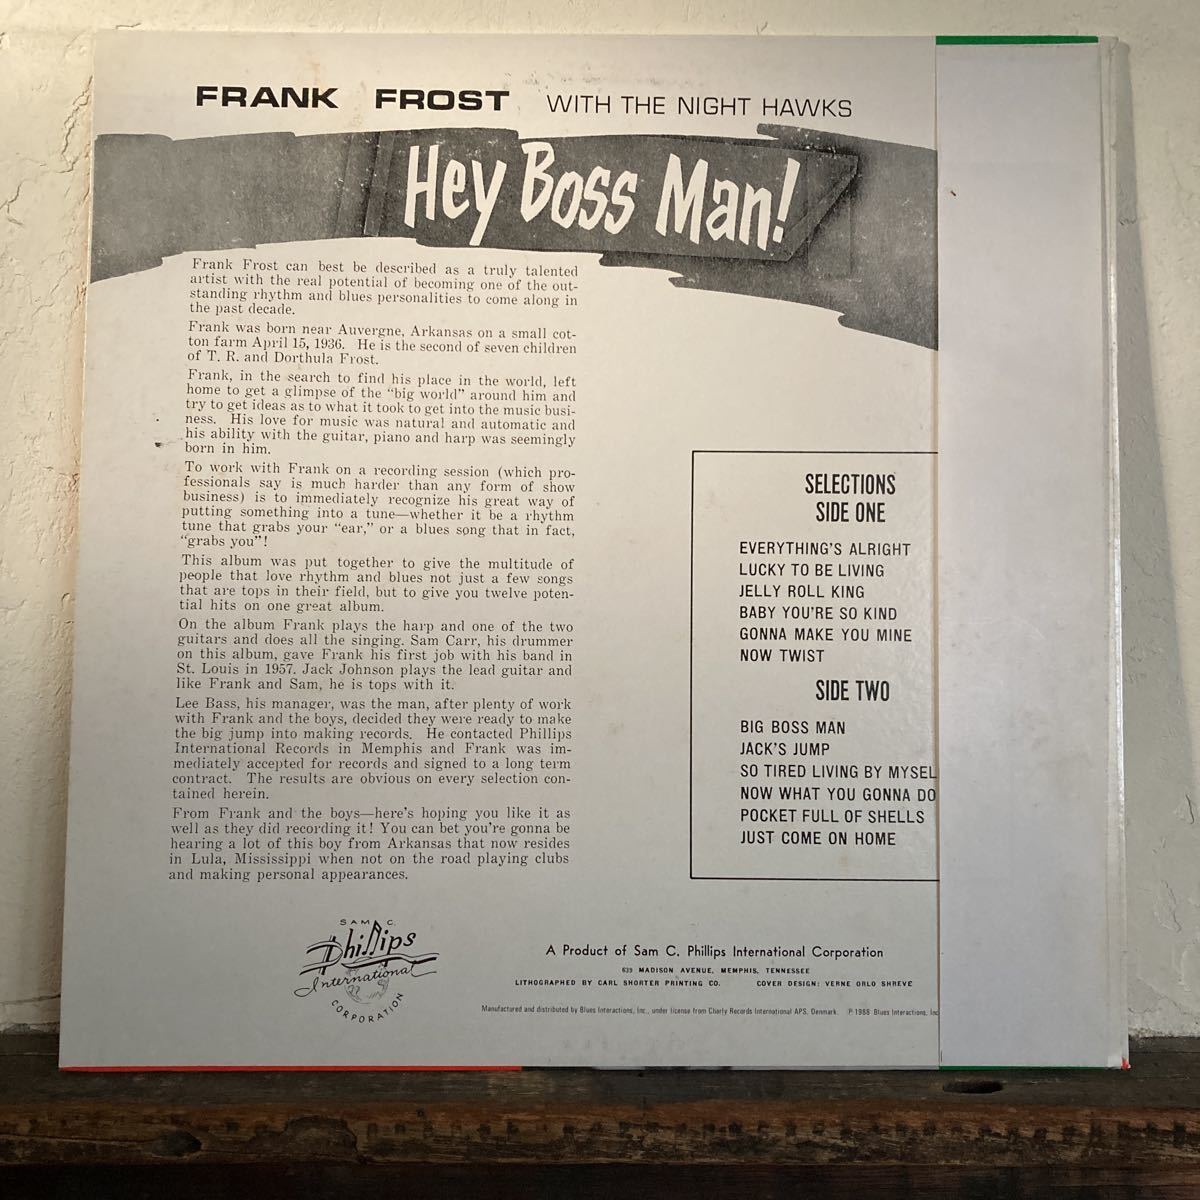 FRANK FROST WITH THE NIGHT HAWKS
Hey Boss Man!
Frank Frost can best be described as a truly talented
artist with the real potential of becoming one of the out-
standing rhythm and blues personalities to come along in
the past decade.
Frank was born near Auvergne, Arkansas on a small cot-
ton farm April 15, 1936. He is the second of seven children
of T. R. and Dorthula Frost.
Frank, in the search to find his place in the world, left
home to get a glimpse of the "big world" around him and
try to get ideas as to what it took to get into the music busi-
ness. His love for music was natural and automatic and
his ability with the guitar, piano and harp was seemingly
born in him.
To work with Frank on a recording session (which pro-
fessionals say is much harder than any form of show
business) is to immediately recognize his great way of
putting something into a tune—whether it be a rhythm
tune that grabs your "ear," or a blues song that in fact,
"grabs you"!
This album was put together to give the multitude of
people that love rhythm and blues not just a few songs
that are tops in their field, but to give you twelve poten-
tial hits on one great album.
On the album Frank plays the harp and one of the two
guitars and does all the singing. Sam Carr, his drummer
on this album, gave Frank his first job with his band in
St. Louis in 1957. Jack Johnson plays the lead guitar and
like Frank and Sam, he is tops with it.
Lee Bass, his manager, was the man, after plenty of work
with Frank and the boys, decided they were ready to make
the big jump into making records. He contacted Phillips
International Records in Memphis and Frank was im-
mediately accepted for records and signed to a long term
contract. The results are obvious on every selection con-
tained herein.
From Frank and the boys—here's hoping you like it as
well as they did recording it! You can bet you're gonna be
hearing a lot of this boy from Arkansas that now resides
in Lula, Mississippi when not on the road playing clubs
and making personal appearances.
SELECTIONS
SIDE ONE
EVERYTHING'S ALRIGHT
LUCKY TO BE LIVING
JELLY ROLL KING
BABY YOU'RE SO KIND
GONNA MAKE YOU MINE
NOW TWIST
SIDE TWO
BIG BOSS MAN
JACK'S JUMP
SO TIRED LIVING BY MYSEL
NOW WHAT YOU GONNA DO
POCKET FULL OF SHELLS
JUST COME ON HOME
SAM C.
Phillips
International
CORPORATION
A Product of Sam C. Phillips International Corporation
639 MADISON AVENUE, MEMPHIS, TENNESSEE
LITHOGRAPHED BY CARL SHORTER PRINTING CO. COVER DESIGN: VERNE ORLO SHREVE
Manufactured and distributed by Blues Interactions, Inc., under license from Charly Records International APS, Denmark. ℗ 1988 Blues Interactions, Inc